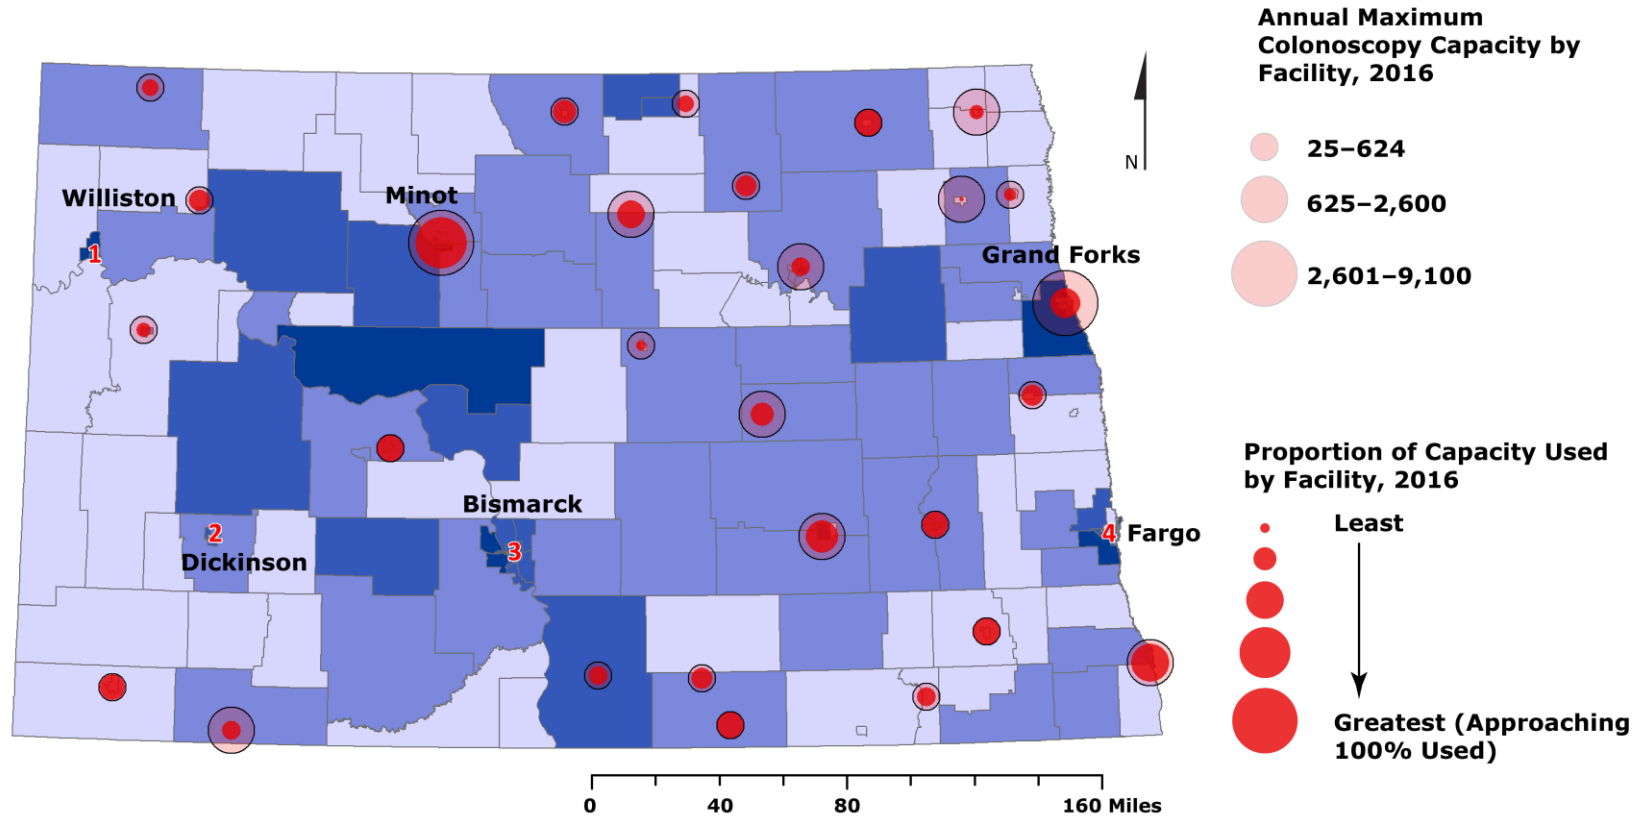 Annual Maximum
Colonoscopy Capacity by
Facility, 2016
25–624
625–2,600
2,601–9,100
N
Williston
Minot
Grand Forks
1
Bismarck
2
3
4 Fargo
Dickinson
Proportion of Capacity Used
by Facility, 2016
Least
Greatest (Approaching
100% Used)
0 40 80 160 Miles